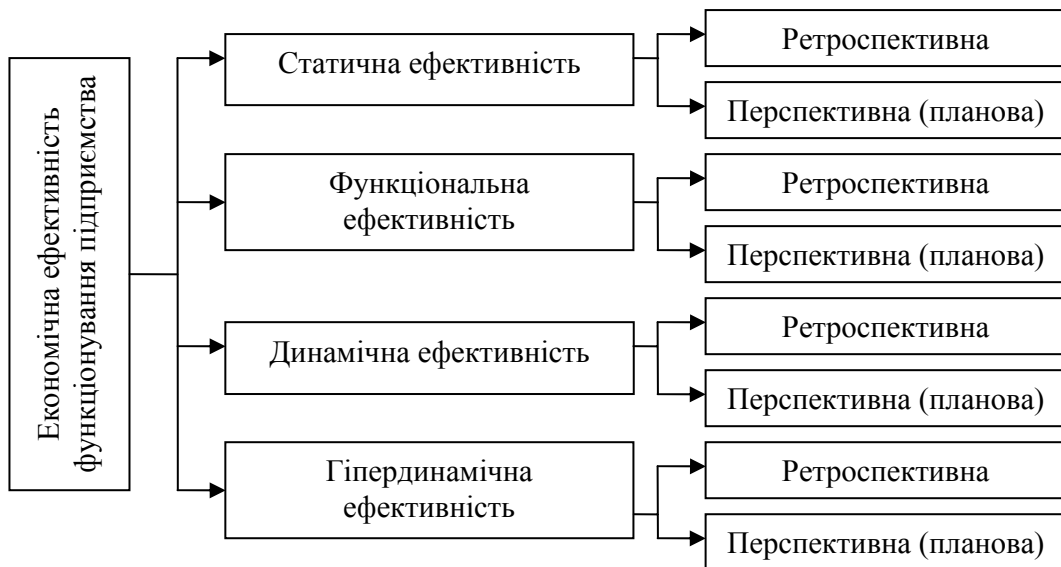 Економічна ефективність
функціонування підприємства
Статична ефективність
Ретроспективна
Перспективна (планова)
Функціональна
ефективність
Ретроспективна
Перспективна (планова)
Динамічна ефективність
Ретроспективна
Перспективна (планова)
Гіпердинамічна
ефективність
Ретроспективна
Перспективна (планова)